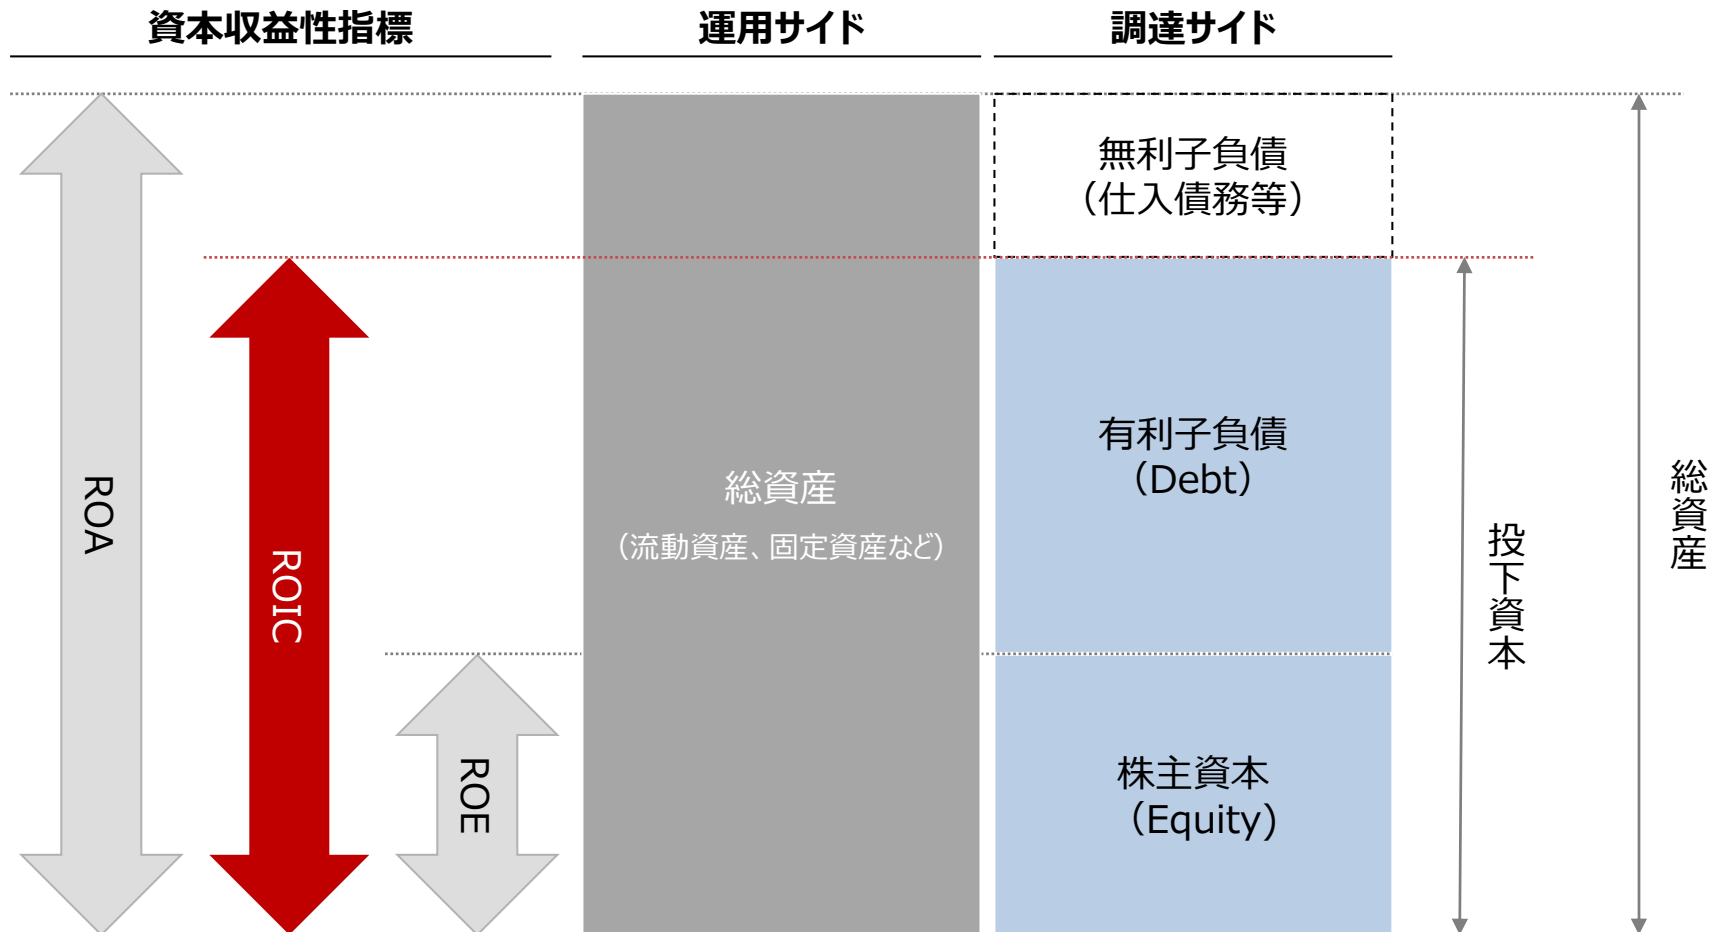 資本収益性指標
運用サイド
調達サイド
無利子負債
（仕入債務等）
有利子負債
（Debt）
株主資本
（Equity）
総資産
（流動資産、固定資産など）
ROA
ROIC
ROE
投下資本
総資産